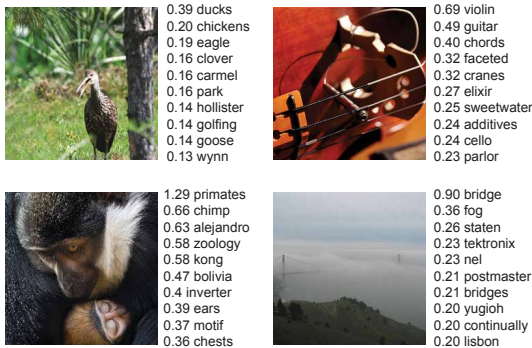 0.39 ducks
0.20 chickens
0.19 eagle
0.16 clover
0.16 carmel
0.16 park
0.14 hollister
0.14 golfing
0.14 goose
0.13 wynn
0.69 violin
0.49 guitar
0.40 chords
0.32 faceted
0.32 cranes
0.27 elixir
0.25 sweetwater
0.24 additives
0.24 cello
0.23 parlor
1.29 primates
0.66 chimp
0.63 alejandro
0.58 zoology
0.58 kong
0.47 bolivia
0.4 inverter
0.39 ears
0.37 motif
0.36 chests
0.90 bridge
0.36 fog
0.26 staten
0.23 tektronix
0.23 nel
0.21 postmaster
0.21 bridges
0.20 yugioh
0.20 continually
0.20 lisbon